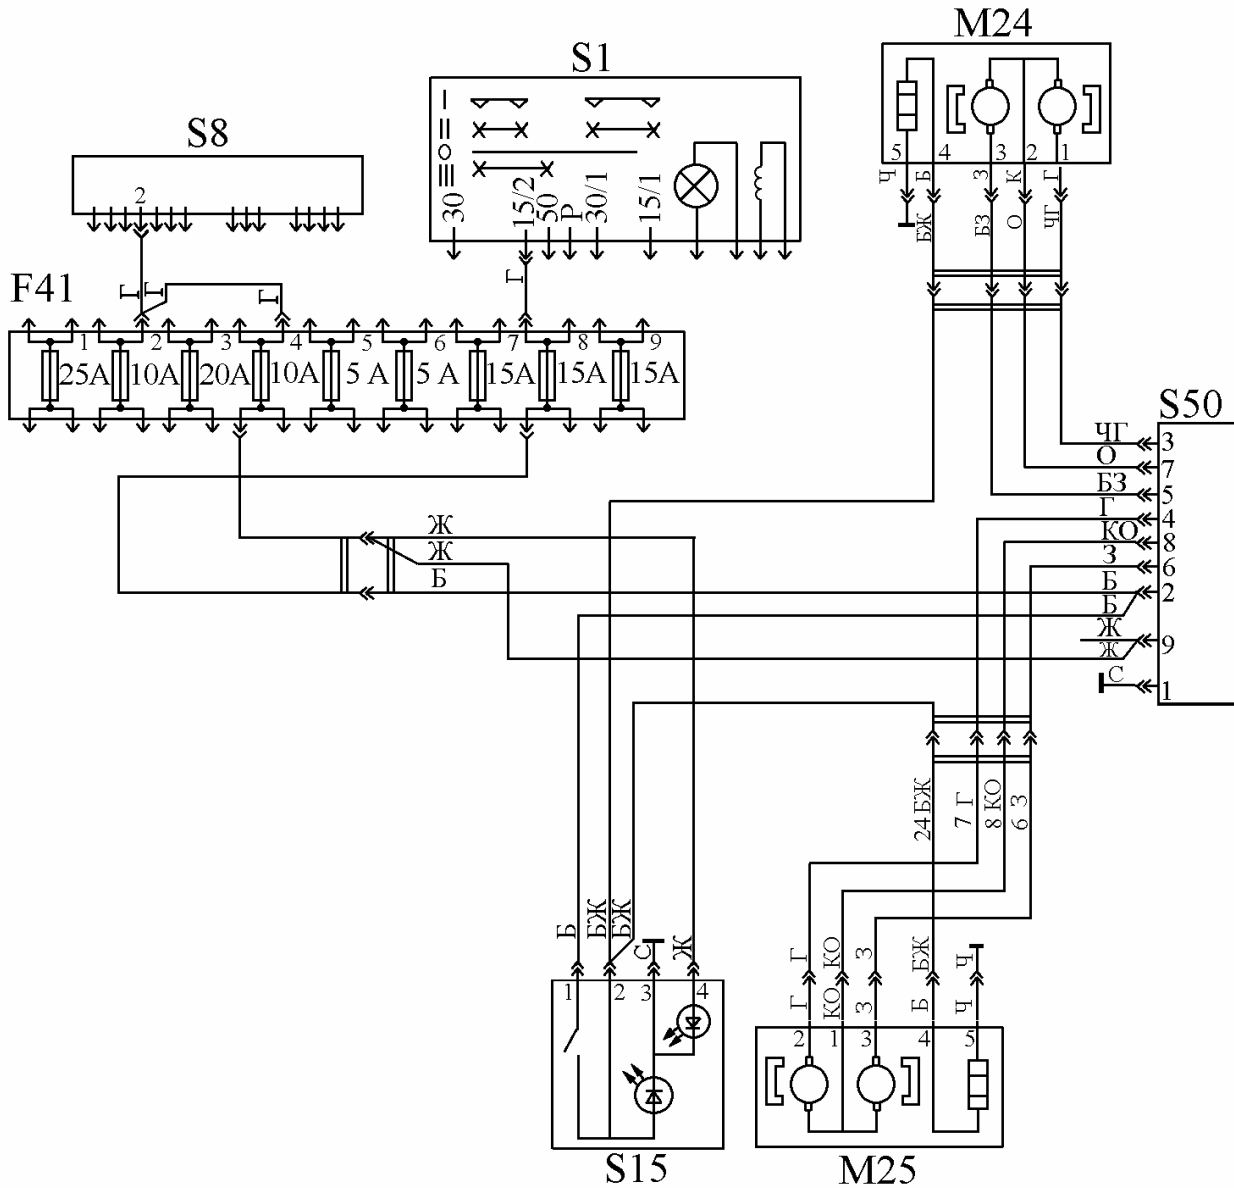 M24
S1
S8
I
II
O
III
30
15/2
50
P
30/1
15/1
2
5
4
3
2
1
Ч
Б
З
К
Г
БЖ
БЗ
О
ЧГ
Г
Г
Г
Г
F41
1
2
3
4
5
6
7
8
9
25A
10A
20A
10A
5 A
5 A
15A
15A
15A
S50
ЧГ
3
О
7
БЗ
5
Г
4
КО
8
З
6
Б
2
Б
Ж
9
Ж
С
1
Ж
Ж
Б
24 БЖ
7 Г
8 КО
6 З
Б
БЖ
БЖ
С
Ж
Г
КО
З
БЖ
Ч
Г
КО
З
Б
Ч
1
2
3
4
2
1
3
4
5
S15
M25